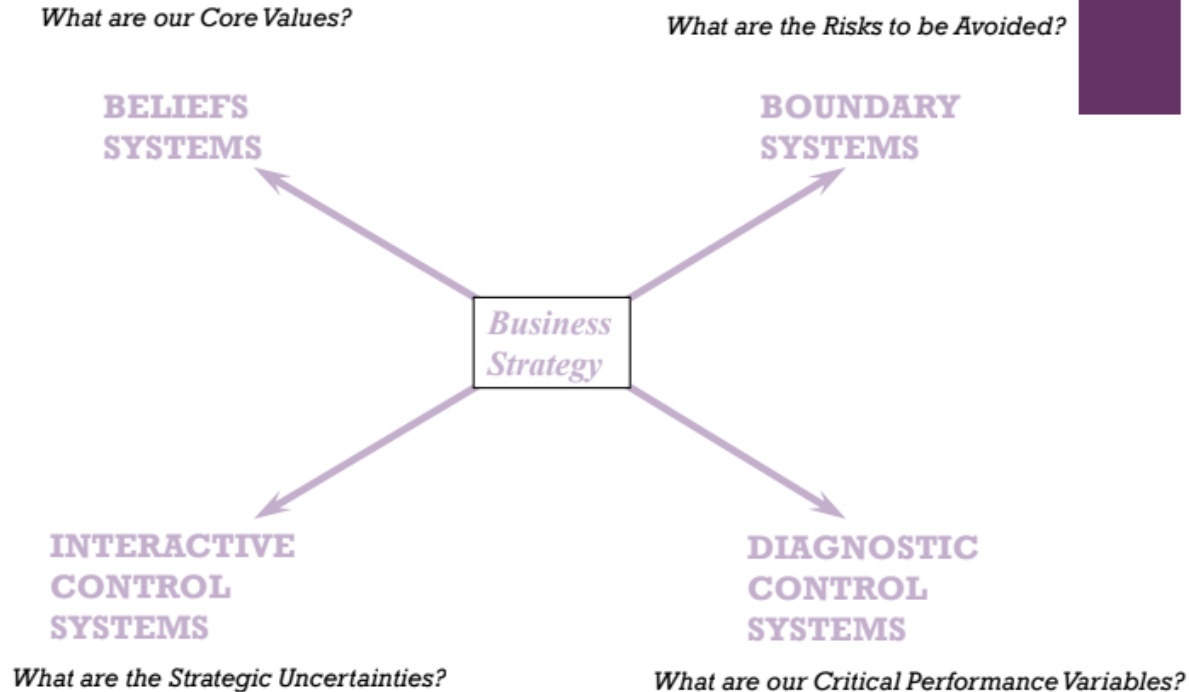 What are our Core Values?
What are the Risks to be Avoided?
BELIEFS
SYSTEMS
BOUNDARY
SYSTEMS
Business
Strategy
INTERACTIVE
CONTROL
SYSTEMS
DIAGNOSTIC
CONTROL
SYSTEMS
What are the Strategic Uncertainties?
What are our Critical Performance Variables?